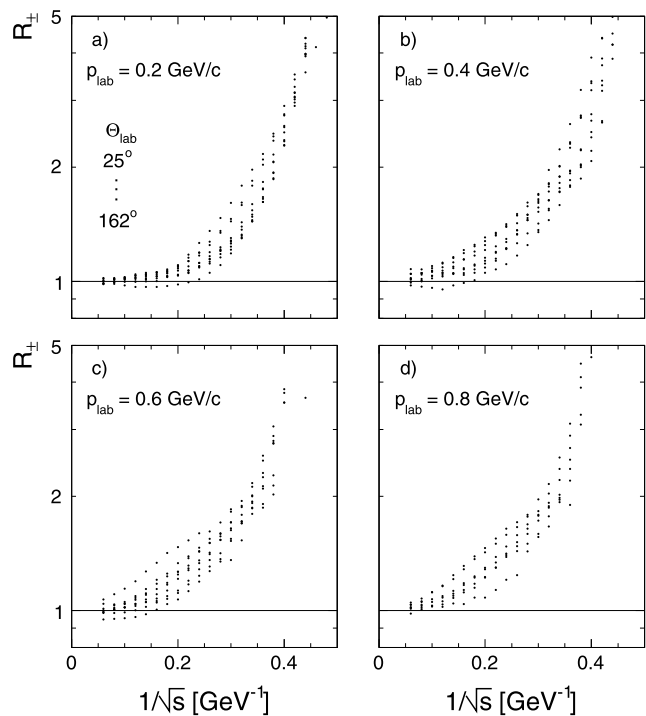 R±
5
2
1
a)
p_lab = 0.2 GeV/c
Θ_lab
25°
162°
b)
p_lab = 0.4 GeV/c
R±
5
2
1
c)
p_lab = 0.6 GeV/c
d)
p_lab = 0.8 GeV/c
0 0.2 0.4 0 0.2 0.4
1/√s [GeV⁻¹] 1/√s [GeV⁻¹]